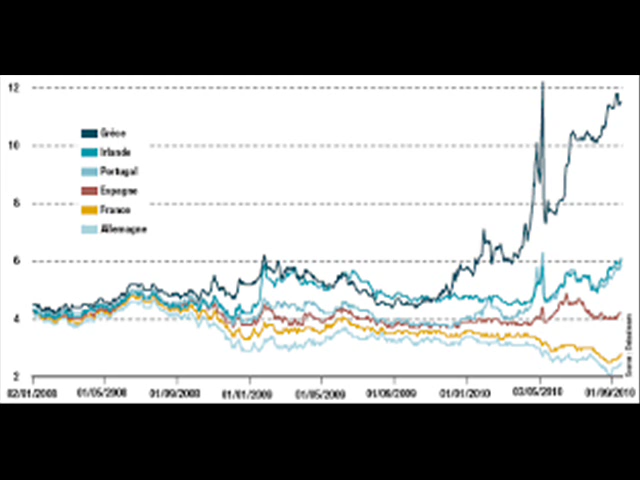 12
10
8
6
4
2
Grèce
Irlande
Portugal
Espagne
France
Allemagne
02/01/2008 01/05/2008 01/09/2008 01/01/2009 01/05/2009 01/09/2009 01/01/2010 03/05/2010 01/09/2010